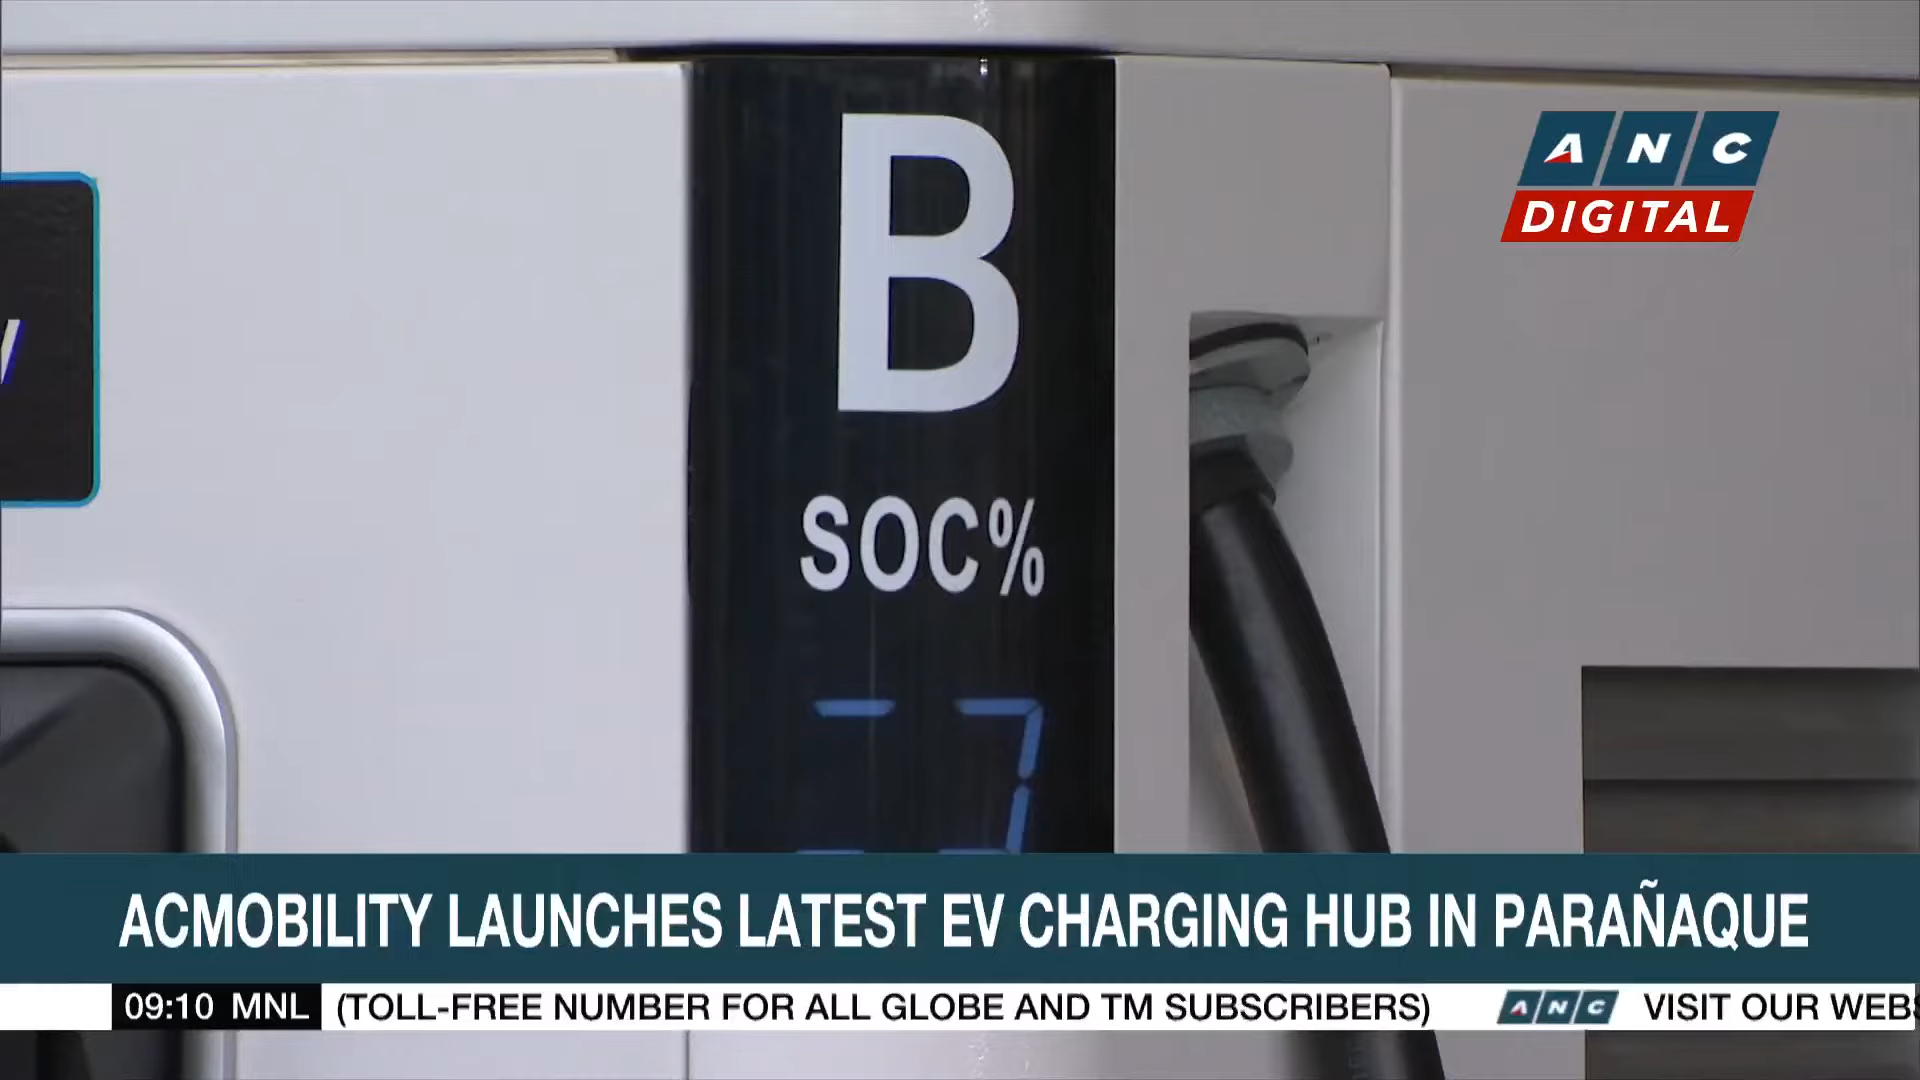 B
SOC%
ANC
DIGITAL
ACMOBILITY LAUNCHES LATEST EV CHARGING HUB IN PARAÑAQUE
09:10 MNL (TOLL-FREE NUMBER FOR ALL GLOBE AND TM SUBSCRIBERS) ANC VISIT OUR WEBS